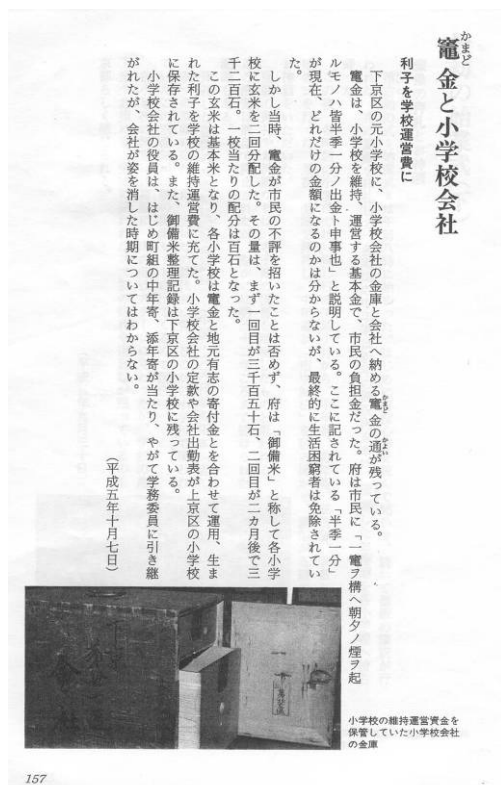 竈金と小学校会社
かまど
利子を学校運営費に
下京区の元小学校に、小学校会社の金庫と会社へ納める竈金の通が残っている。
かまど
かよい
竈金は、小学校を維持、運営する基本金で、市民の負担金だった。府は市民に「一竈ヲ構へ朝夕ノ煙ヲ起
ルモノハ皆半季一分ノ出金ト申事也」と説明している。ここに記されている「半季一分」
が現在、どれだけの金額になるのかは分からないが、最終的に生活困窮者は免除されてい
た。
しかし当時、竈金が市民の不評を招いたことは否めず、府は「御備米」と称して各小学
校に玄米を二回分配した。その量は、まず一回目が三千百五十石、二回目が二カ月後で三
千二百石。一校当たりの配分は百石となった。
この玄米は基本米となり、各小学校は竈金と地元有志の寄付金とを合わせて運用、生ま
れた利子を学校の維持運営費に充てた。小学校会社の定款や会社出勤表が上京区の小学校
に保存されている。また、御備米整理記録は下京区の小学校に残っている。
小学校会社の役員は、はじめ町組の中年寄、添年寄が当たり、やがて学務委員に引き継
がれたが、会社が姿を消した時期についてはわからない。
（平成五年十月七日）
小学校の維持運営資金を
保管していた小学校会社
の金庫
157